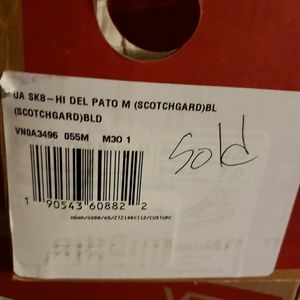 UA SK8-HI DEL PATO M (SCOTCHGARD)BL
(SCOTCHGARD)BLD
VN0A3496 055M M30 1
Sold
1 90543 60882 2